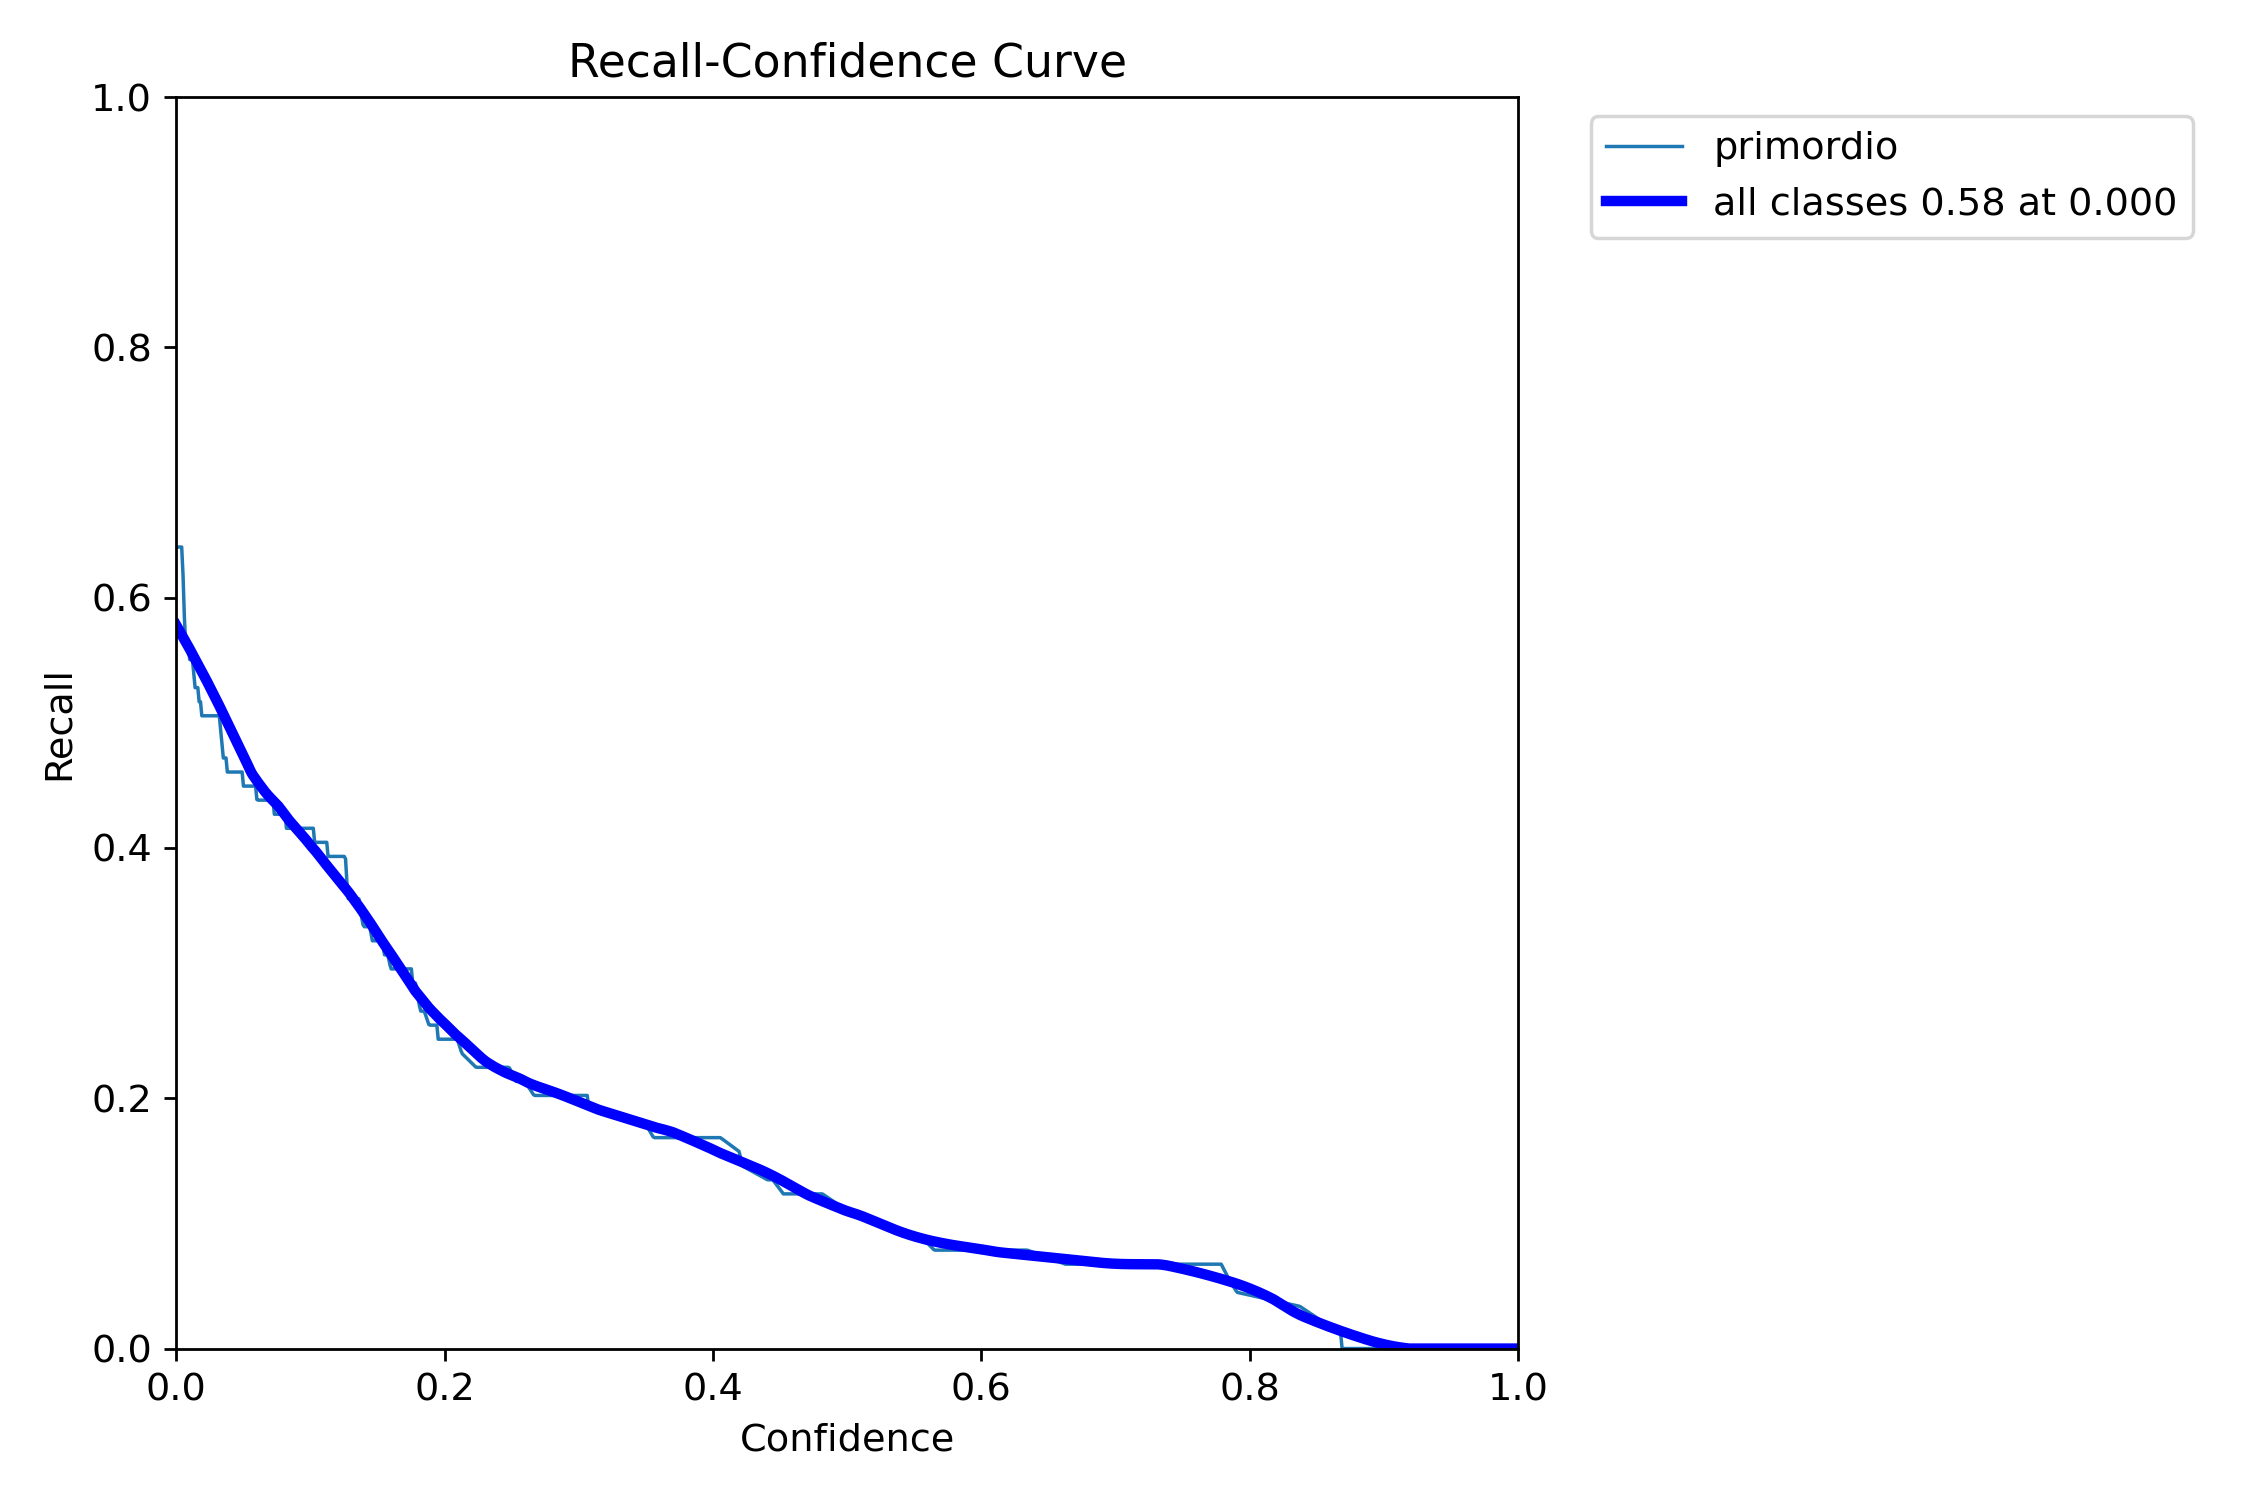 Recall-Confidence Curve
1.0
0.8
0.6
0.4
0.2
0.0
Recall
0.0 0.2 0.4 0.6 0.8 1.0
Confidence
primordio
all classes 0.58 at 0.000